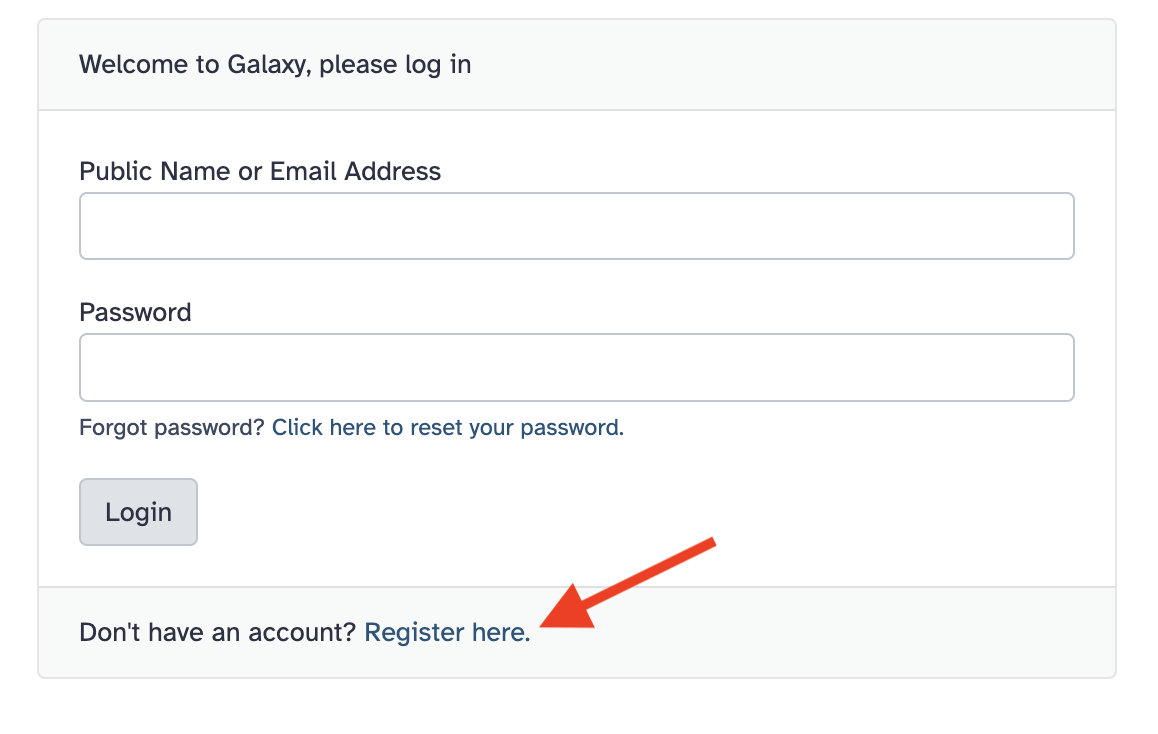 Welcome to Galaxy, please log in
Public Name or Email Address
Password
Forgot password? Click here to reset your password.
Login
Don't have an account? Register here.